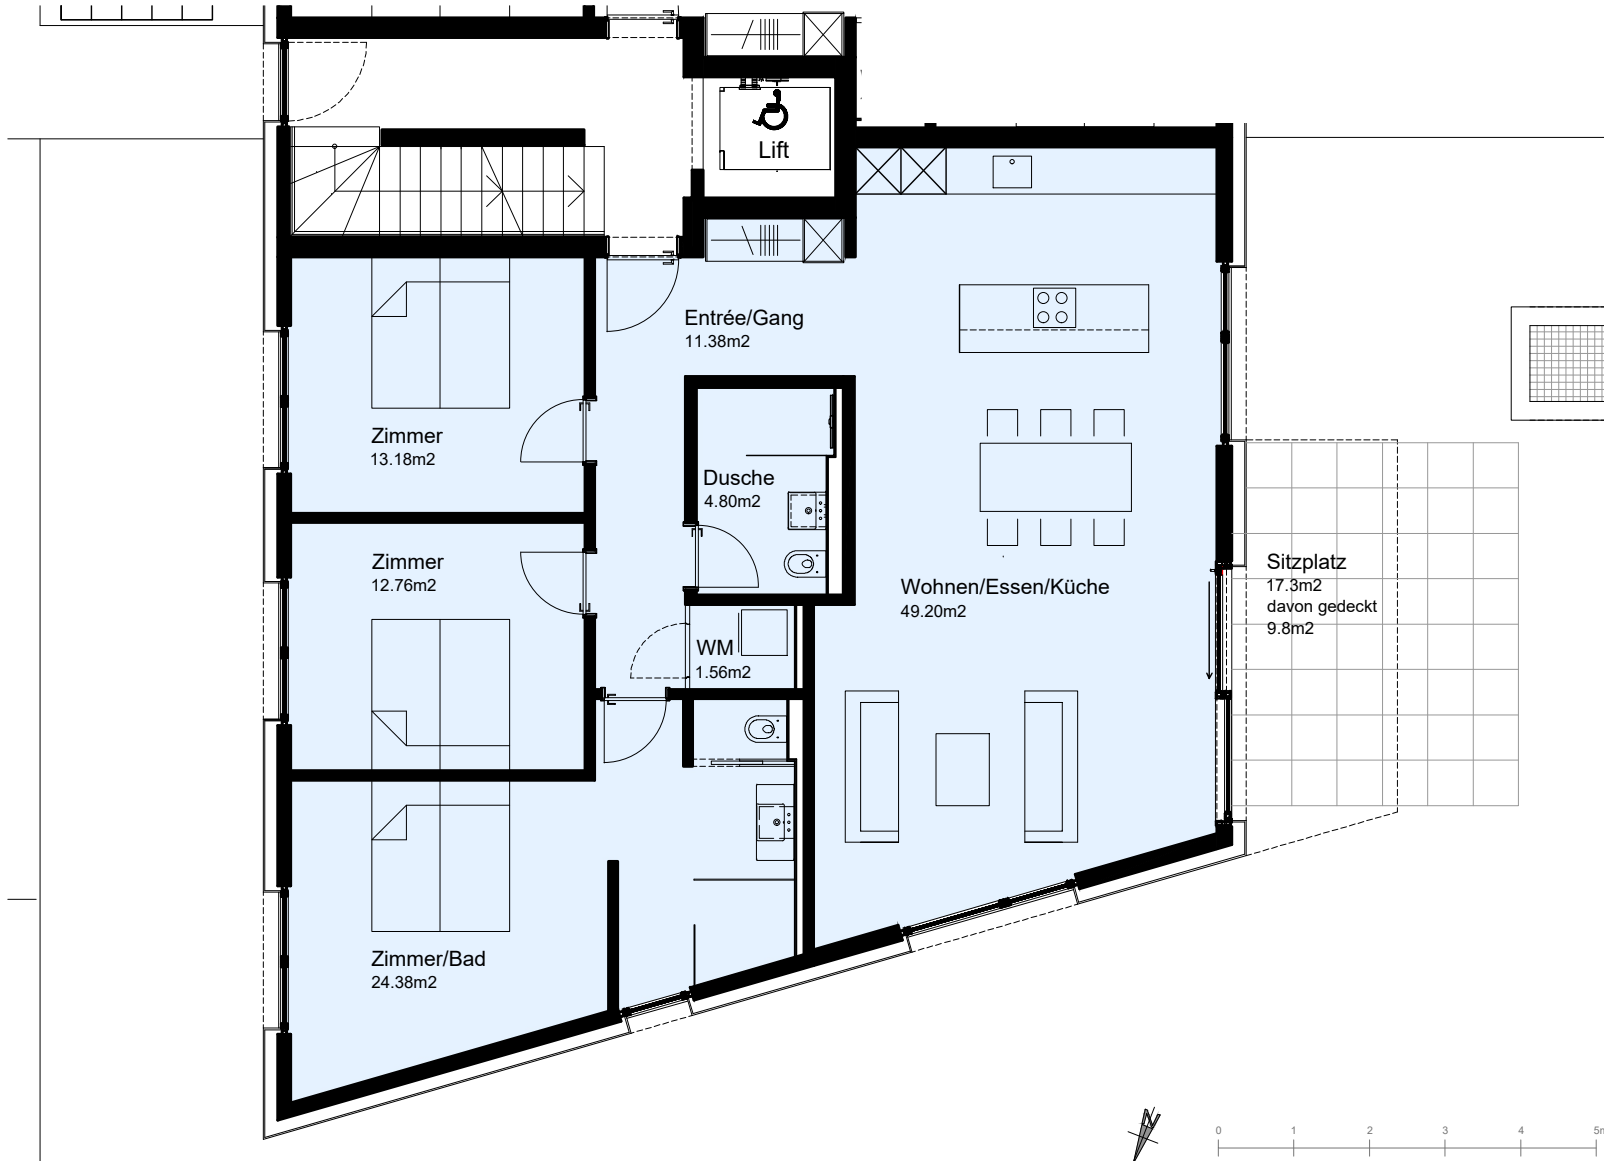 Lift
Entrée/Gang
11.38m2
Zimmer
13.18m2
Dusche
4.80m2
Zimmer
12.76m2
Wohnen/Essen/Küche
49.20m2
Sitzplatz
17.3m2
davon gedeckt
9.8m2
WM
1.56m2
Zimmer/Bad
24.38m2
N
0 1 2 3 4 5m